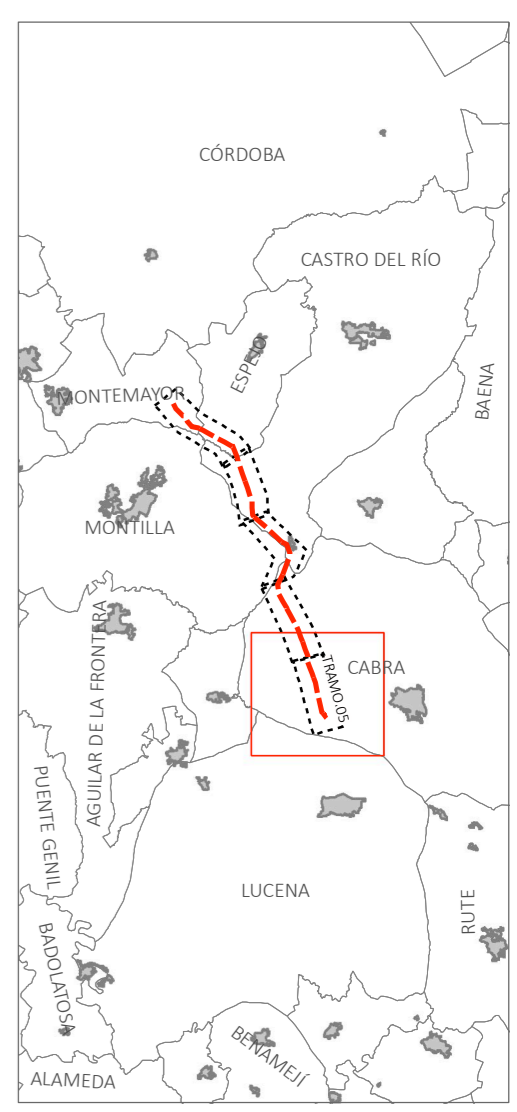 CÓRDOBA
CASTRO DEL RÍO
ESPEJO
BAENA
MONTEMAYOR
MONTILLA
AGUILAR DE LA FRONTERA
TRAMO.05
CABRA
PUENTE GENIL
LUCENA
RUTE
BADOLATOSA
BENAMEJÍ
ALAMEDA